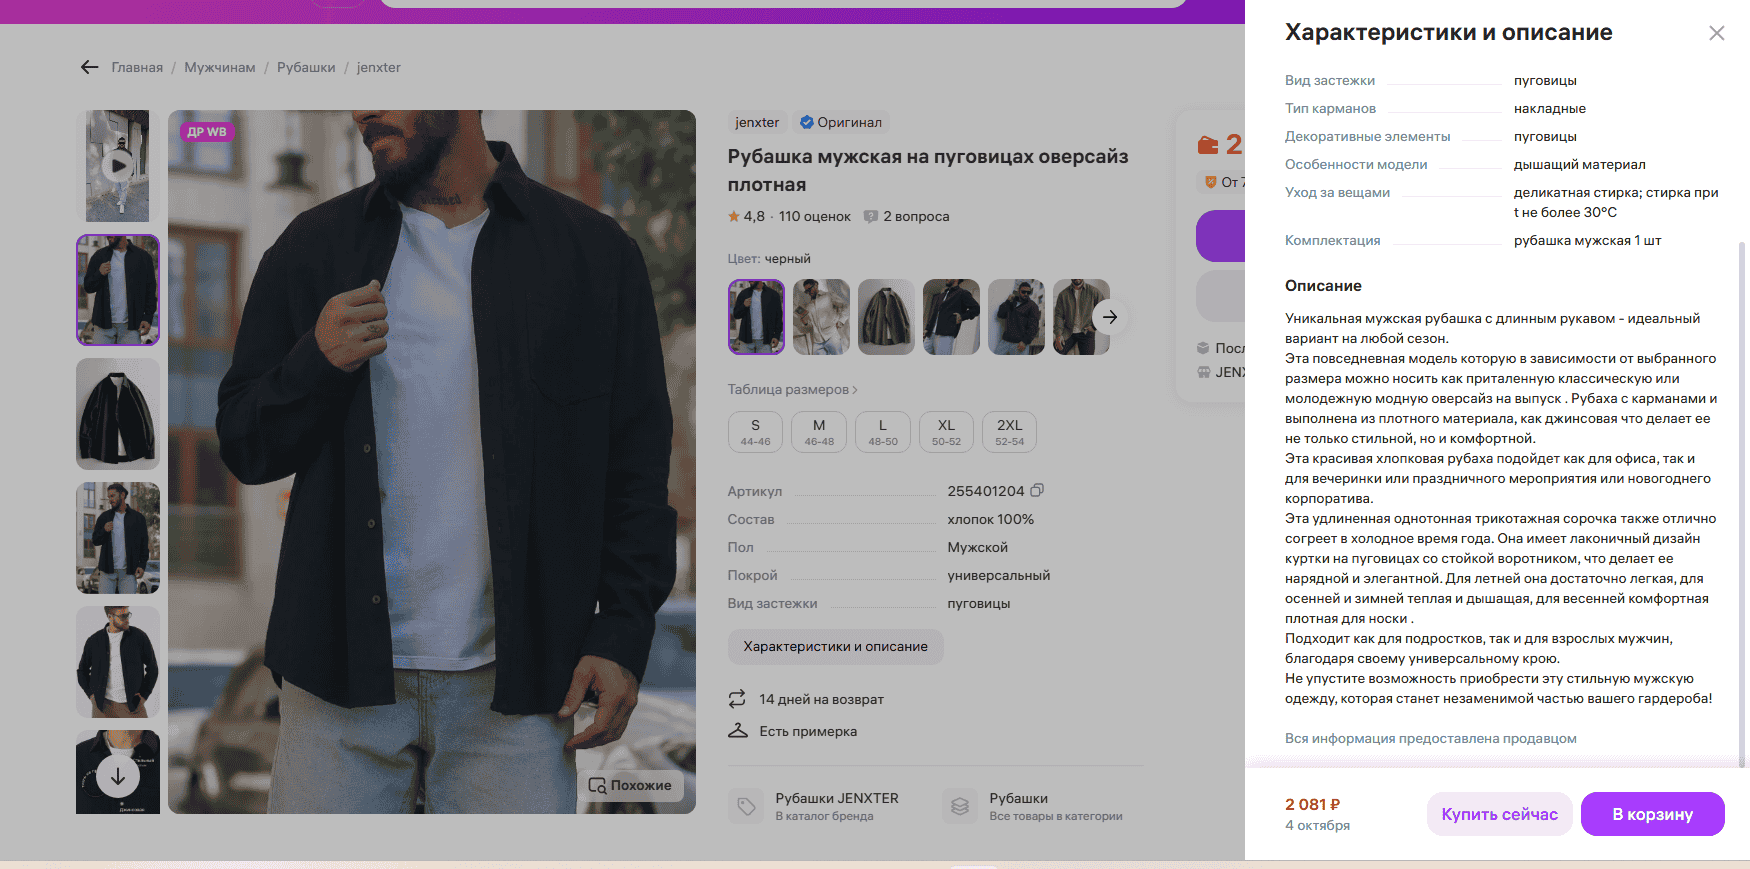 Главная / Мужчинам / Рубашки / jenxter
ДР WB
Похожие
jenxter
Оригинал
Рубашка мужская на пуговицах оверсайз
плотная
4,8 · 110 оценок
2 вопроса
Цвет: черный
Таблица размеров
S
44-46
M
46-48
L
48-50
XL
50-52
2XL
52-54
Артикул 255401204
Состав хлопок 100%
Пол Мужской
Покрой универсальный
Вид застежки пуговицы
Характеристики и описание
14 дней на возврат
Есть примерка
Рубашки JENXTER
В каталог бренда
Рубашки
Все товары в категории
2
От 7
Посл
JENX
Характеристики и описание
Вид застежки пуговицы
Тип карманов накладные
Декоративные элементы пуговицы
Особенности модели дышащий материал
Уход за вещами деликатная стирка; стирка при
t не более 30°C
Комплектация рубашка мужская 1 шт
Описание
Уникальная мужская рубашка с длинным рукавом - идеальный
вариант на любой сезон.
Эта повседневная модель которую в зависимости от выбранного
размера можно носить как приталенную классическую или
молодежную модную оверсайз на выпуск . Рубаха с карманами и
выполнена из плотного материала, как джинсовая что делает ее
не только стильной, но и комфортной.
Эта красивая хлопковая рубаха подойдет как для офиса, так и
для вечеринки или праздничного мероприятия или новогоднего
корпоратива.
Эта удлиненная однотонная трикотажная сорочка также отлично
согреет в холодное время года. Она имеет лаконичный дизайн
куртки на пуговицах со стойкой воротником, что делает ее
нарядной и элегантной. Для летней она достаточно легкая, для
осенней и зимней теплая и дышащая, для весенней комфортная
плотная для носки .
Подходит как для подростков, так и для взрослых мужчин,
благодаря своему универсальному крою.
Не упустите возможность приобрести эту стильную мужскую
одежду, которая станет незаменимой частью вашего гардероба!
Вся информация предоставлена продавцом
2 081 ₽
4 октября
Купить сейчас
В корзину